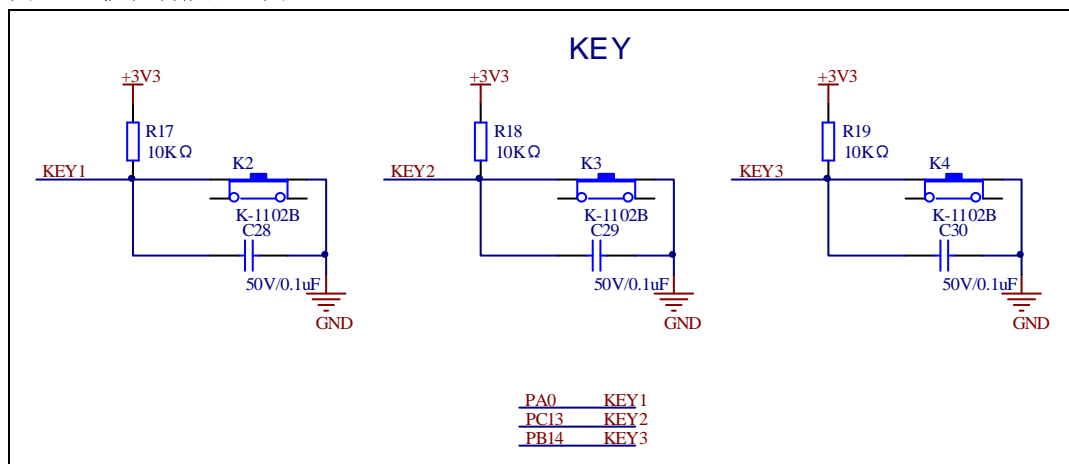 KEY
+3V3
+3V3
+3V3
R17
10KΩ
R18
10KΩ
R19
10KΩ
KEY1
K2
KEY2
K3
KEY3
K4
K-1102B
C28
K-1102B
C29
K-1102B
C30
50V/0.1uF
50V/0.1uF
50V/0.1uF
GND
GND
GND
PA0 KEY1
PC13 KEY2
PB14 KEY3